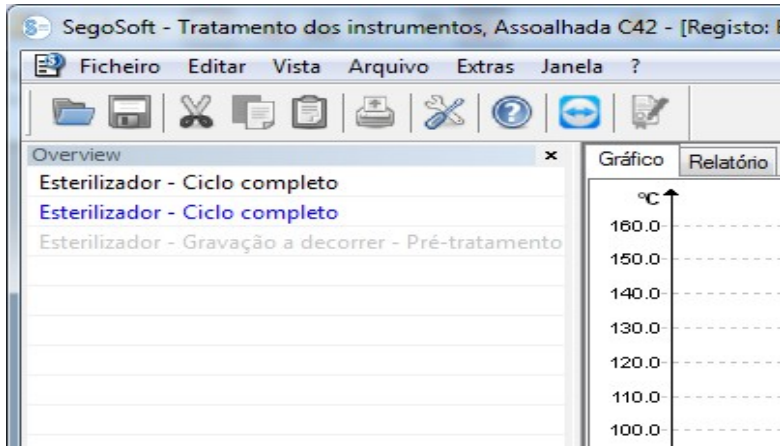 SegoSoft - Tratamento dos instrumentos, Assoalhada C42 - [Registo:
Ficheiro Editar Vista Arquivo Extras Janela ?
Overview x
Esterilizador - Ciclo completo
Esterilizador - Ciclo completo
Esterilizador - Gravação a decorrer - Pré-tratamento
Gráfico Relatório
°C
160.0
150.0
140.0
130.0
120.0
110.0
100.0